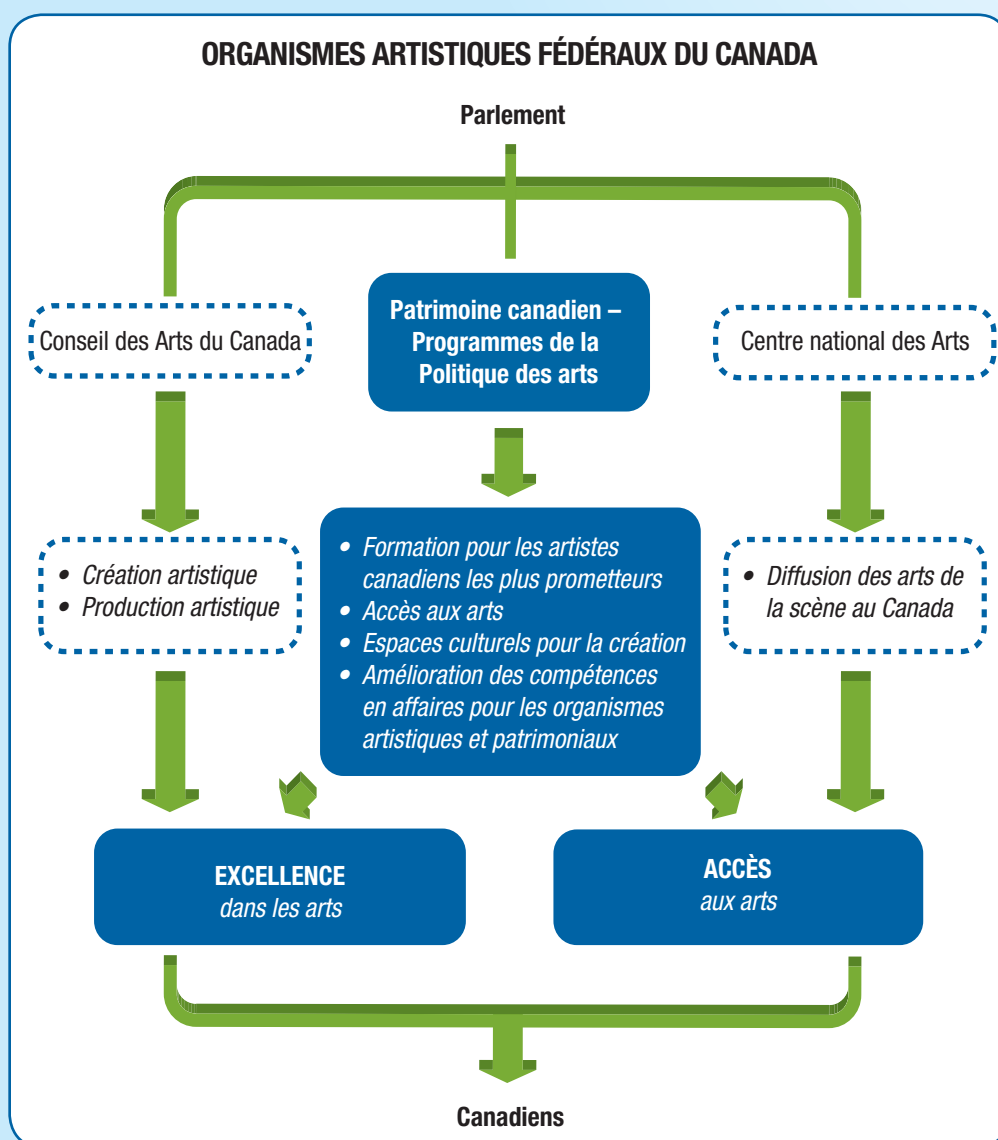 ORGANISMES ARTISTIQUES FÉDÉRAUX DU CANADA
Parlement
Conseil des Arts du Canada
Patrimoine canadien –
Programmes de la
Politique des arts
Centre national des Arts
• Création artistique
• Production artistique
• Formation pour les artistes
canadiens les plus prometteurs
• Accès aux arts
• Espaces culturels pour la création
• Amélioration des compétences
en affaires pour les organismes
artistiques et patrimoniaux
• Diffusion des arts de
la scène au Canada
EXCELLENCE
dans les arts
ACCÈS
aux arts
Canadiens